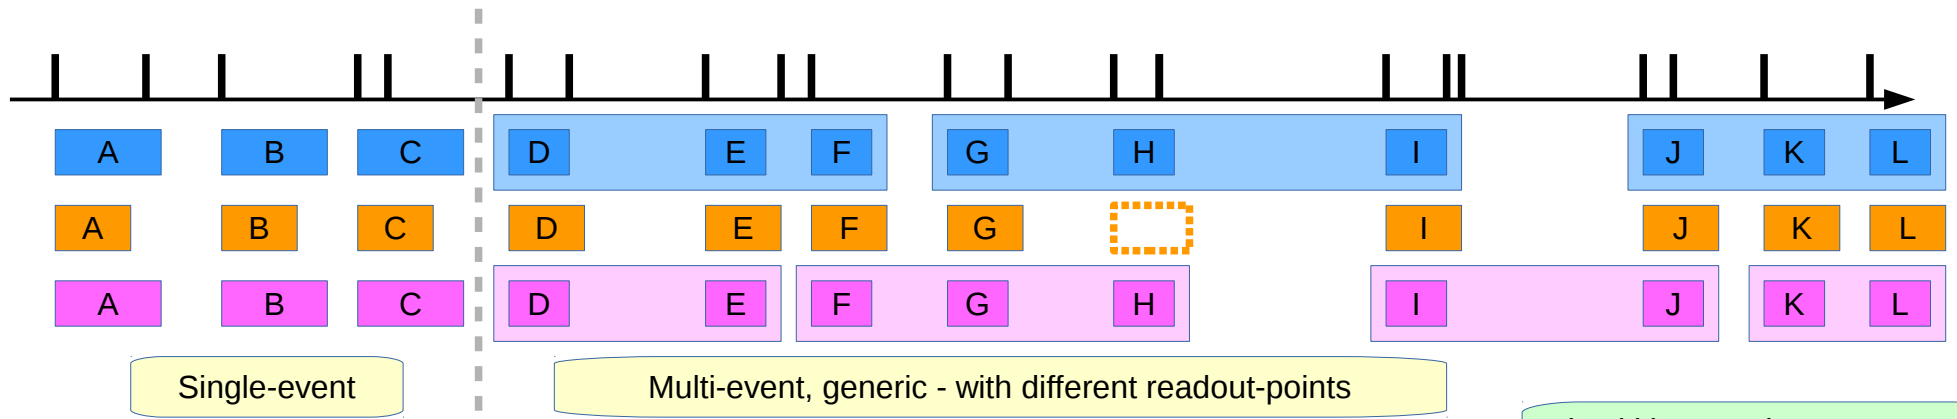 A B C D E F G H I J K L
A B C D E F G I J K L
A B C D E F G H I J K L
Single-event
Multi-event, generic - with different readout-points